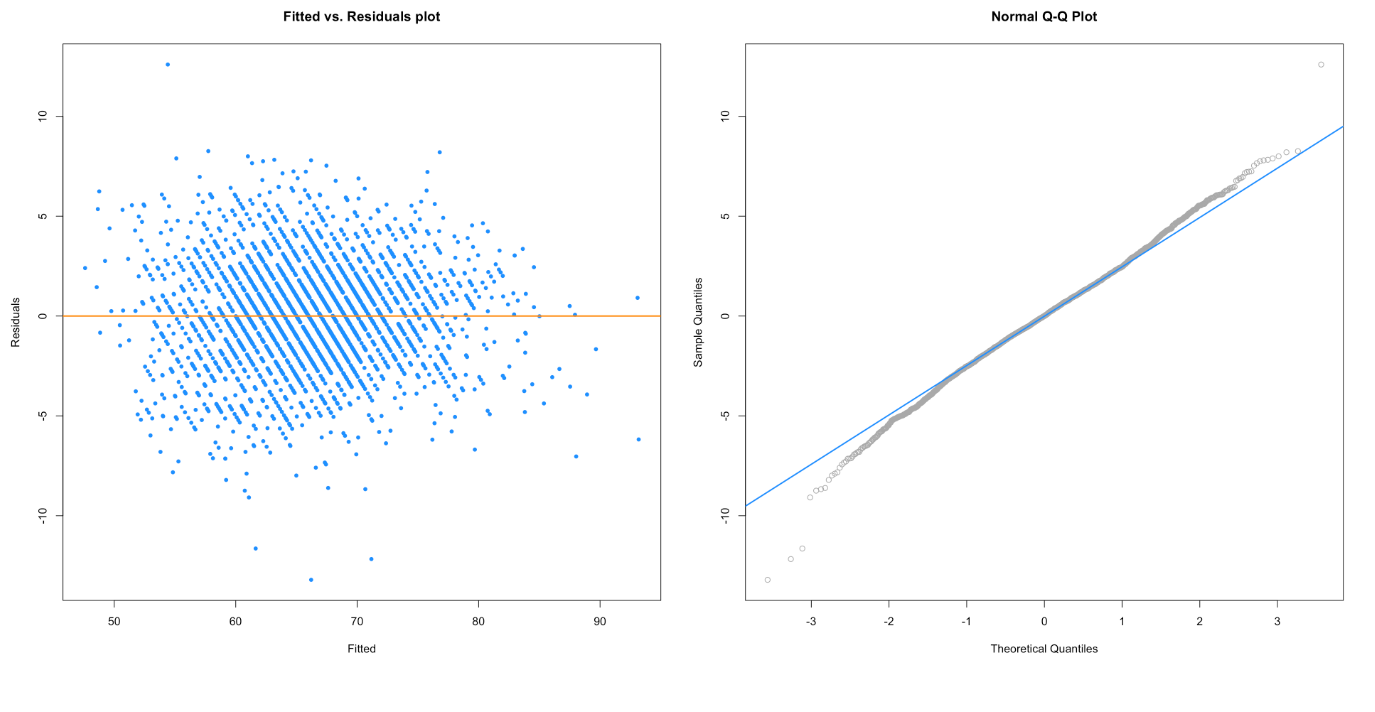 Fitted vs. Residuals plot
Residuals
10
5
0
-5
-10
50 60 70 80 90
Fitted
Normal Q-Q Plot
Sample Quantiles
10
5
0
-5
-10
-3 -2 -1 0 1 2 3
Theoretical Quantiles